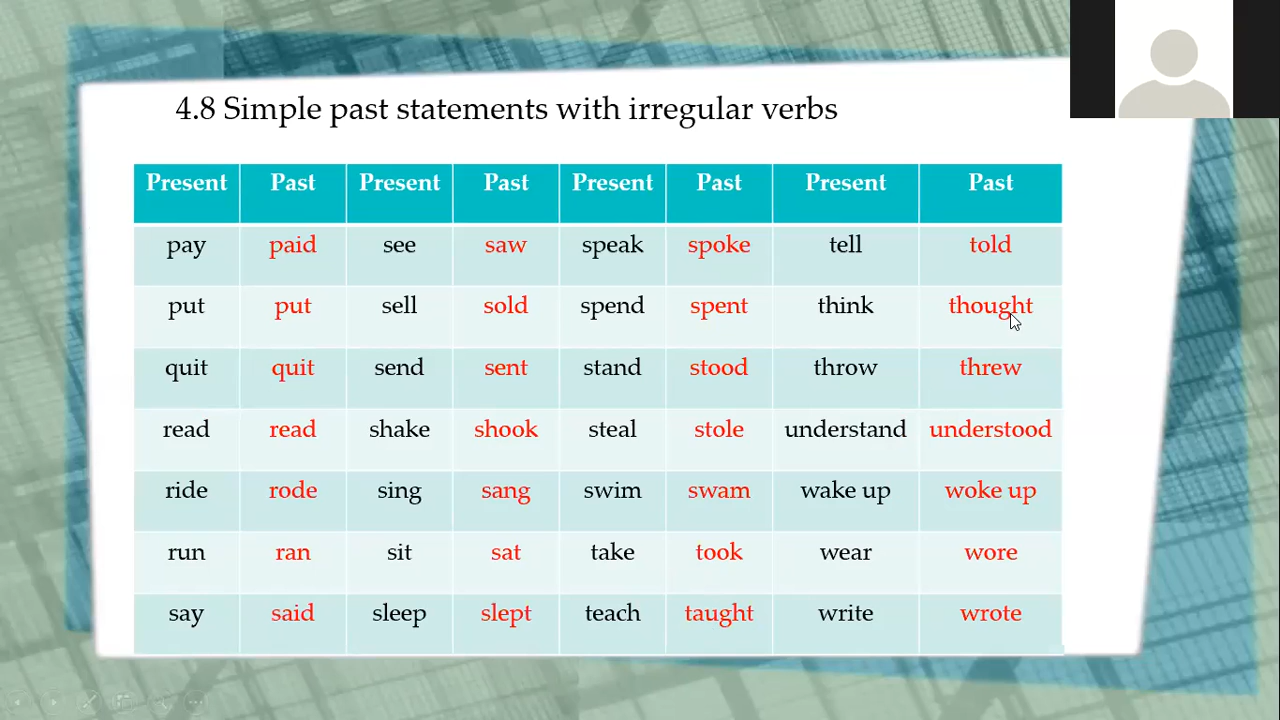 4.8 Simple past statements with irregular verbs
Present Past Present Past Present Past Present Past
pay paid see saw speak spoke tell told
put put sell sold spend spent think thought
quit quit send sent stand stood throw threw
read read shake shook steal stole understand understood
ride rode sing sang swim swam wake up woke up
run ran sit sat take took wear wore
say said sleep slept teach taught write wrote